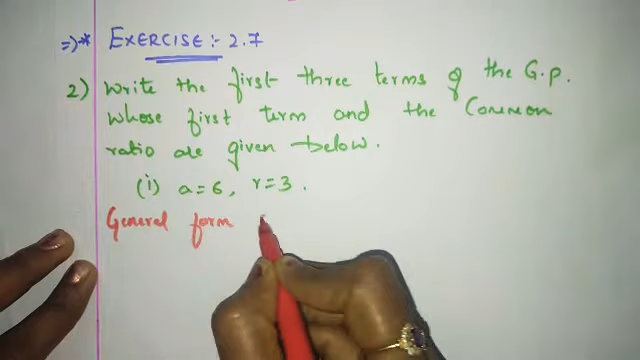 =>* EXERCISE:- 2.7
2) Write the first three terms of the G.P.
whose first term and the Common
ratio are given below.
(i) a=6, r=3.
General form